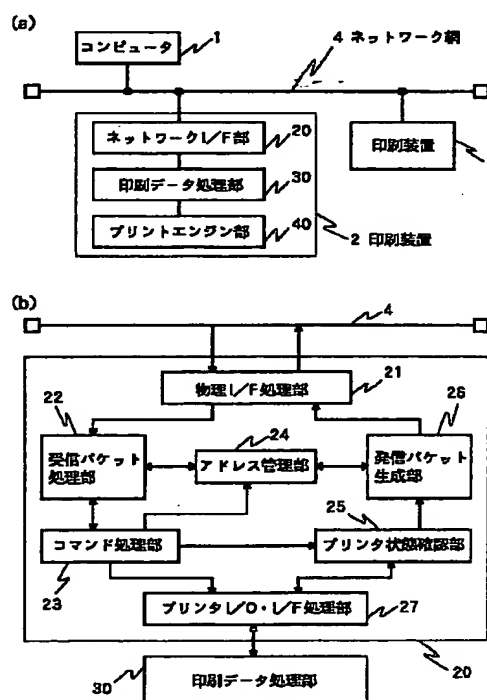 (a)
コンピュータ 1
4 ネットワーク網
ネットワークI/F部 20
印刷装置
印刷データ処理部 30
プリントエンジン部 40
2 印刷装置
(b)
4
物理I/F処理部 21
22
受信パケット
処理部
24
アドレス管理部
26
発信パケット
生成部
25
コマンド処理部
プリンタ状態確認部
23
プリンタI/O・I/F処理部 27
20
30 印刷データ処理部